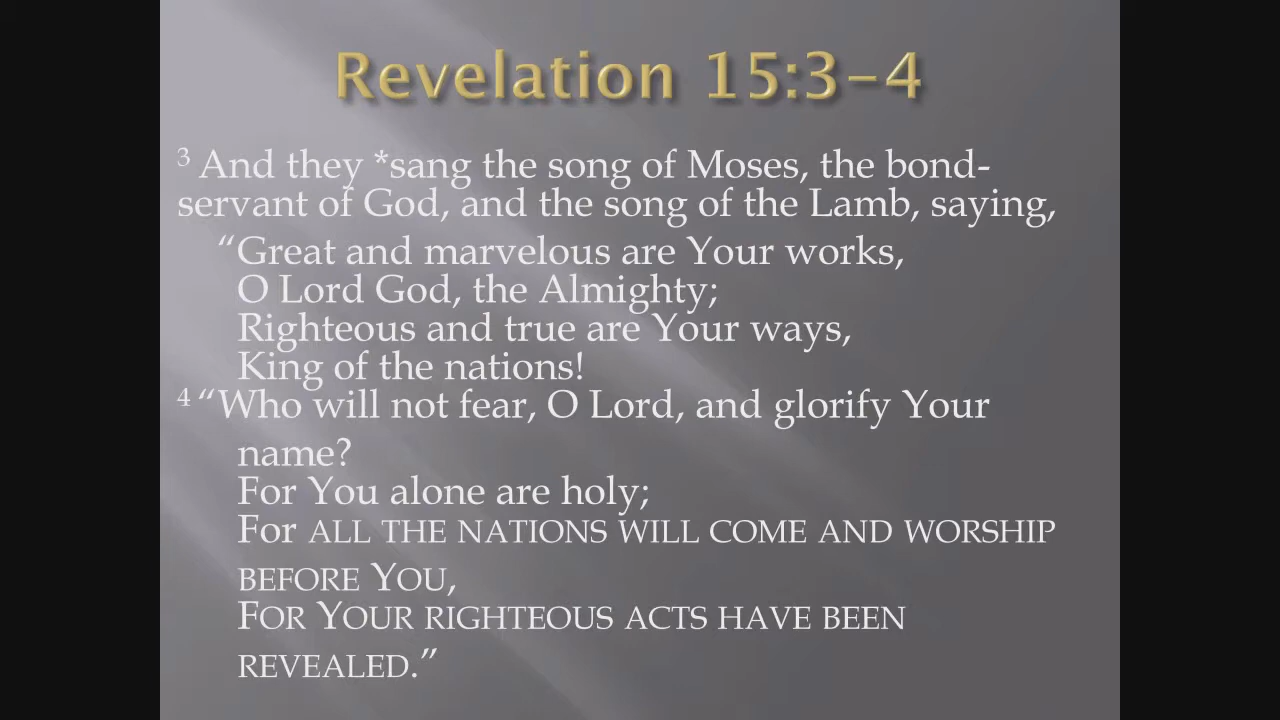 Revelation 15:3-4
3 And they *sang the song of Moses, the bond-
servant of God, and the song of the Lamb, saying,
“Great and marvelous are Your works,
O Lord God, the Almighty;
Righteous and true are Your ways,
King of the nations!
4 “Who will not fear, O Lord, and glorify Your
name?
For You alone are holy;
For ALL THE NATIONS WILL COME AND WORSHIP
BEFORE YOU,
FOR YOUR RIGHTEOUS ACTS HAVE BEEN
REVEALED.”